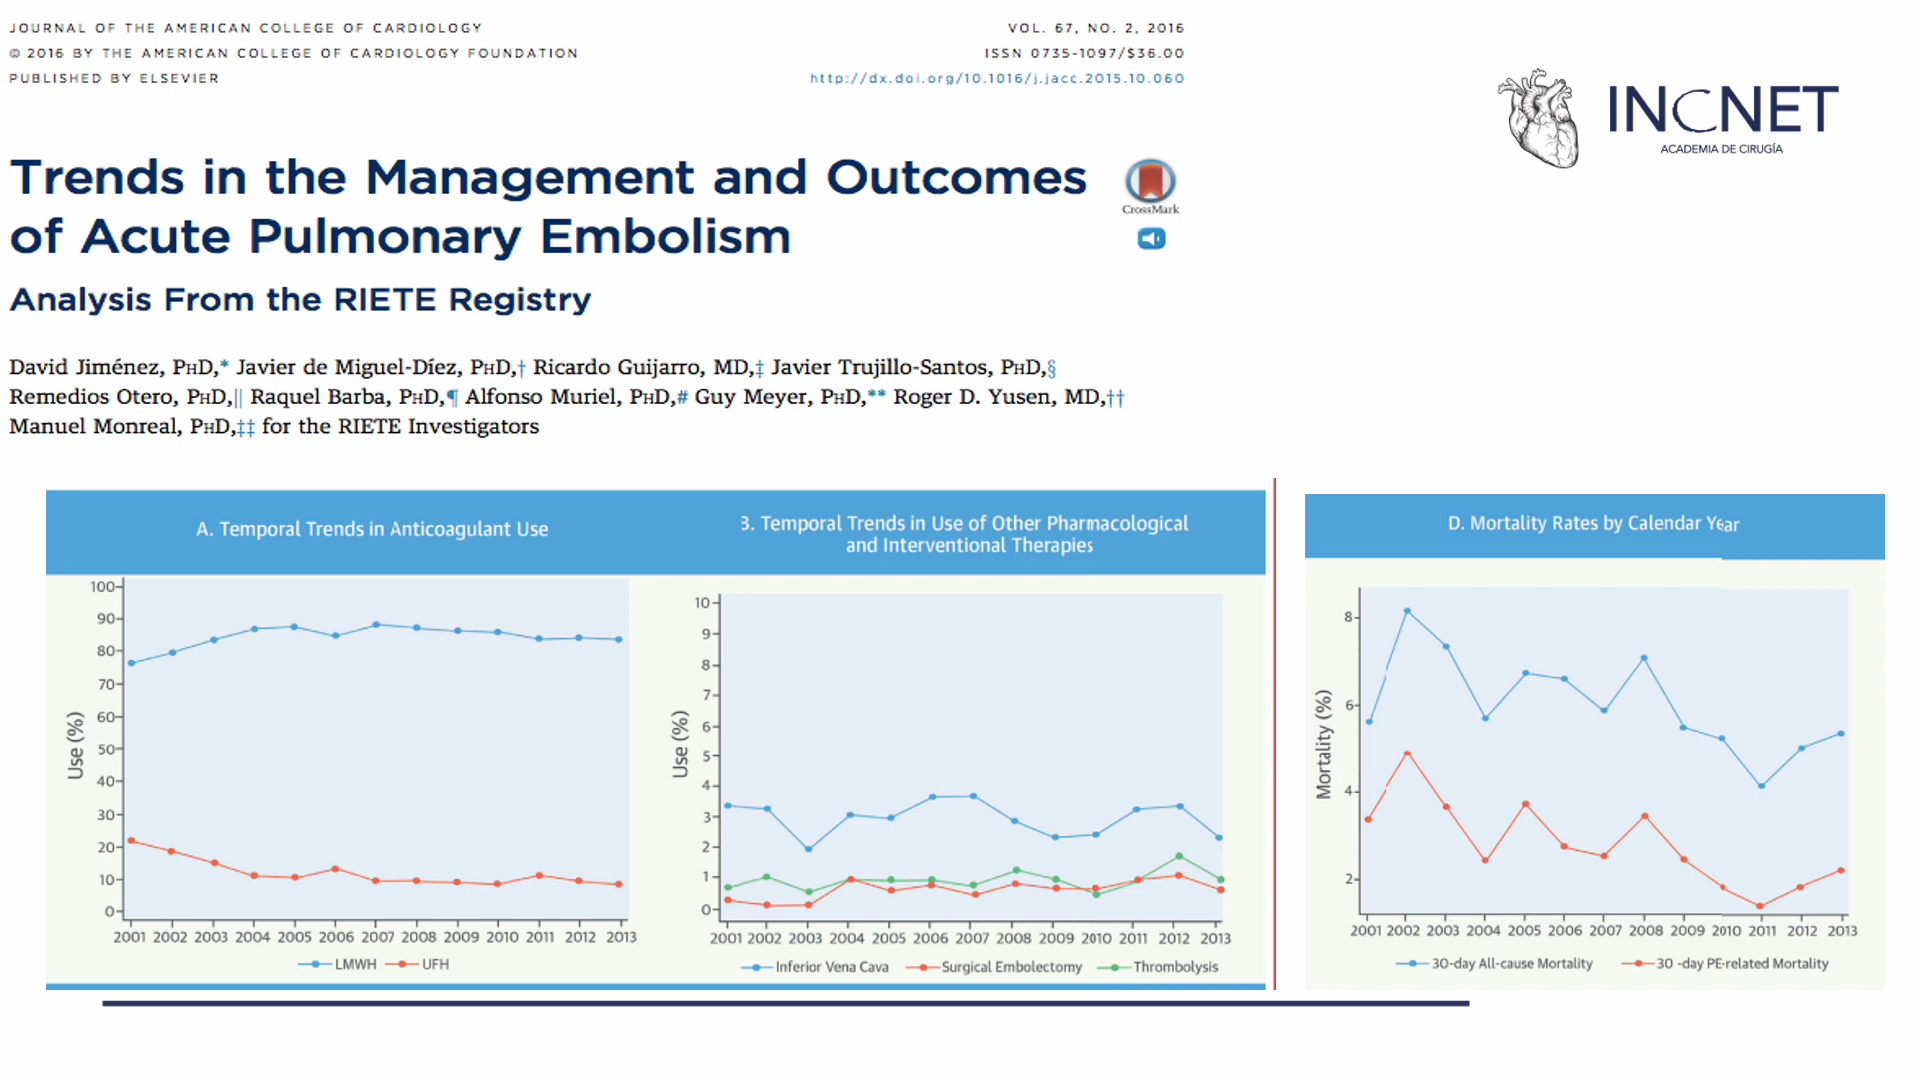 JOURNAL OF THE AMERICAN COLLEGE OF CARDIOLOGY
© 2016 BY THE AMERICAN COLLEGE OF CARDIOLOGY FOUNDATION
PUBLISHED BY ELSEVIER
VOL. 67, NO. 2, 2016
ISSN 0735-1097/$36.00
http://dx.doi.org/10.1016/j.jacc.2015.10.060
INCNET
ACADEMIA DE CIRUGÍA
Trends in the Management and Outcomes
of Acute Pulmonary Embolism
CrossMark
Analysis From the RIETE Registry
David Jiménez, PHD,* Javier de Miguel-Díez, PHD,† Ricardo Guijarro, MD,‡ Javier Trujillo-Santos, PHD,§
Remedios Otero, PHD,|| Raquel Barba, PHD,¶ Alfonso Muriel, PHD,# Guy Meyer, PHD,** Roger D. Yusen, MD,††
Manuel Monreal, PHD,‡‡ for the RIETE Investigators
A. Temporal Trends in Anticoagulant Use
100
90
80
70
60
50
40
30
20
10
0
Use (%)
2001 2002 2003 2004 2005 2006 2007 2008 2009 2010 2011 2012 2013
LMWH UFH
B. Temporal Trends in Use of Other Pharmacological
and Interventional Therapies
10
9
8
7
6
5
4
3
2
1
0
Use (%)
2001 2002 2003 2004 2005 2006 2007 2008 2009 2010 2011 2012 2013
Inferior Vena Cava Surgical Embolectomy Thrombolysis
D. Mortality Rates by Calendar Year
8
6
4
2
Mortality (%)
2001 2002 2003 2004 2005 2006 2007 2008 2009 2010 2011 2012 2013
30-day All-cause Mortality 30 -day PE-related Mortality